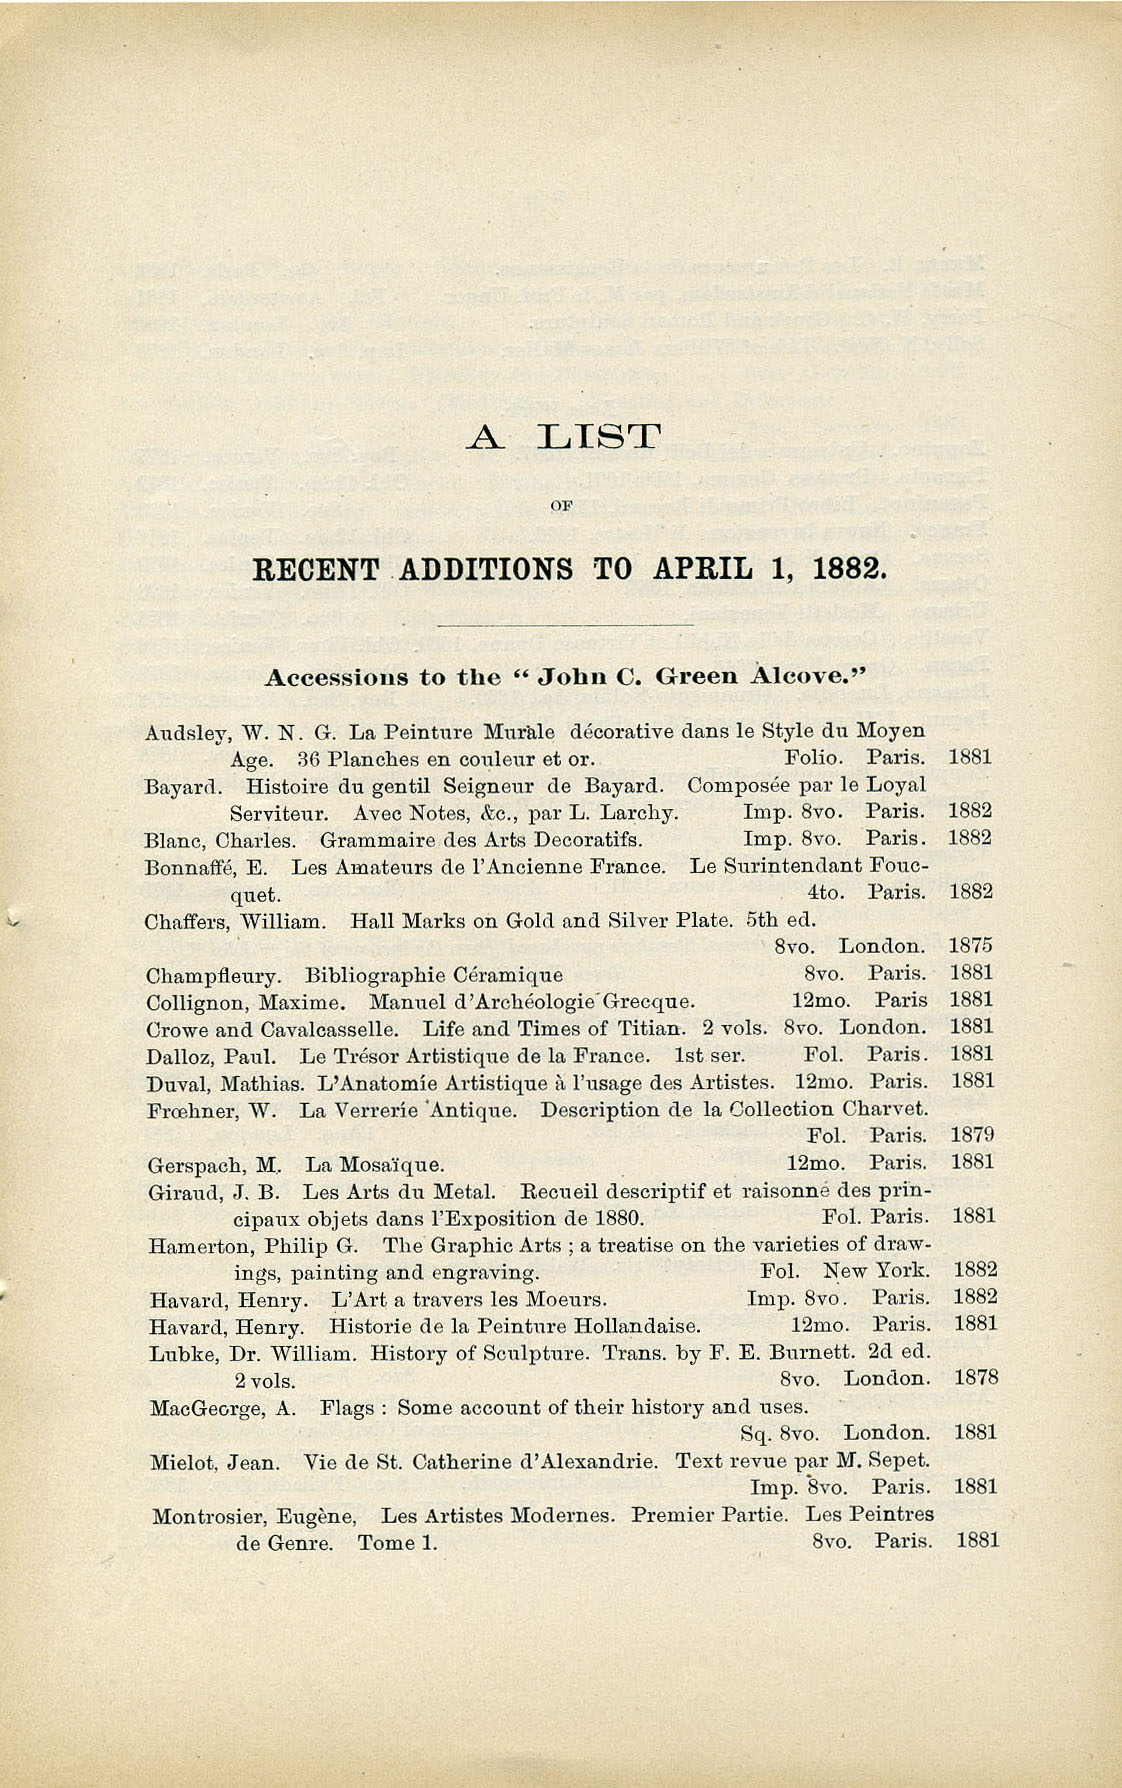 A LIST
OF
RECENT ADDITIONS TO APRIL 1, 1882.
Accessions to the “ John C. Green Alcove.”
Audsley, W. N. G. La Peinture Murale décorative dans le Style du Moyen
Age. 36 Planches en couleur et or. Folio. Paris. 1881
Bayard. Histoire du gentil Seigneur de Bayard. Composée par le Loyal
Serviteur. Avec Notes, &c., par L. Larchy. Imp. 8vo. Paris. 1882
Blanc, Charles. Grammaire des Arts Decoratifs. Imp. 8vo. Paris. 1882
Bonnaffé, E. Les Amateurs de l'Ancienne France. Le Surintendant Fouc-
quet. 4to. Paris. 1882
Chaffers, William. Hall Marks on Gold and Silver Plate. 5th ed.
8vo. London. 1875
Champfleury. Bibliographie Céramique 8vo. Paris. 1881
Collignon, Maxime. Manuel d'Archéologie Grecque. 12mo. Paris 1881
Crowe and Cavalcasselle. Life and Times of Titian. 2 vols. 8vo. London. 1881
Dalloz, Paul. Le Trésor Artistique de la France. 1st ser. Fol. Paris. 1881
Duval, Mathias. L'Anatomie Artistique à l'usage des Artistes. 12mo. Paris. 1881
Frœhner, W. La Verrerie Antique. Description de la Collection Charvet.
Fol. Paris. 1879
Gerspach, M. La Mosaïque. 12mo. Paris. 1881
Giraud, J. B. Les Arts du Metal. Recueil descriptif et raisonné des prin-
cipaux objets dans l'Exposition de 1880. Fol. Paris. 1881
Hamerton, Philip G. The Graphic Arts ; a treatise on the varieties of draw-
ings, painting and engraving. Fol. New York. 1882
Havard, Henry. L'Art a travers les Moeurs. Imp. 8vo. Paris. 1882
Havard, Henry. Historie de la Peinture Hollandaise. 12mo. Paris. 1881
Lubke, Dr. William. History of Sculpture. Trans. by F. E. Burnett. 2d ed.
2 vols. 8vo. London. 1878
MacGeorge, A. Flags : Some account of their history and uses.
Sq. 8vo. London. 1881
Mielot, Jean. Vie de St. Catherine d'Alexandrie. Text revue par M. Sepet.
Imp. 8vo. Paris. 1881
Montrosier, Eugène, Les Artistes Modernes. Premier Partie. Les Peintres
de Genre. Tome 1. 8vo. Paris. 1881